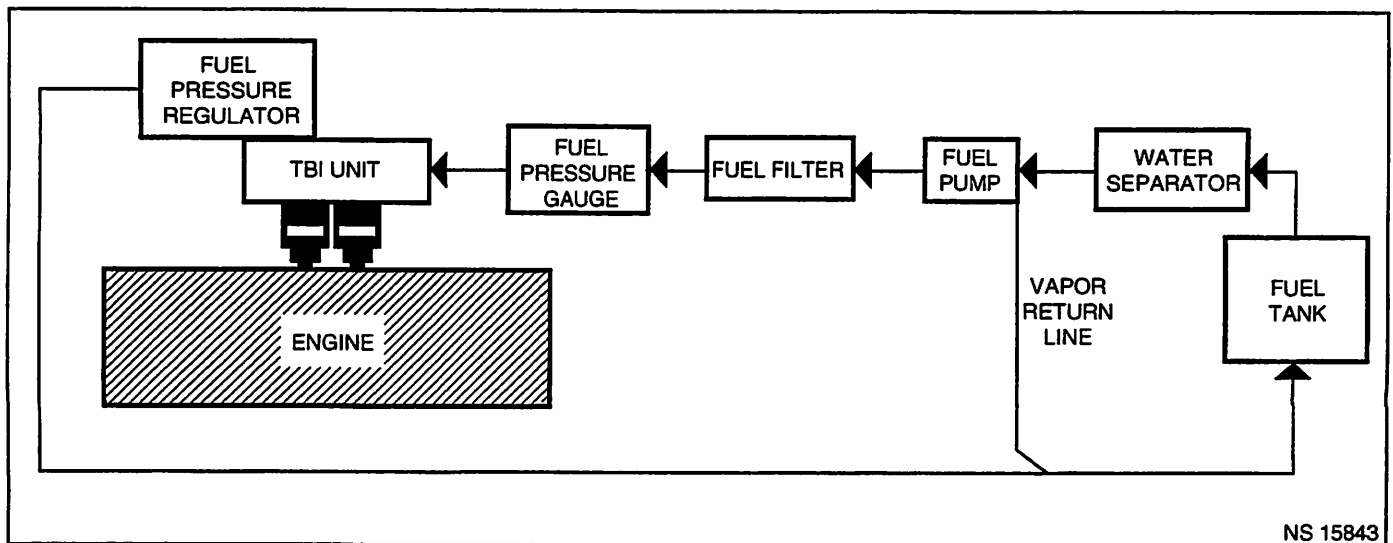 FUEL
PRESSURE
REGULATOR
TBI UNIT
FUEL
PRESSURE
GAUGE
FUEL FILTER
FUEL
PUMP
WATER
SEPARATOR
VAPOR
RETURN
LINE
FUEL
TANK
ENGINE
NS 15843